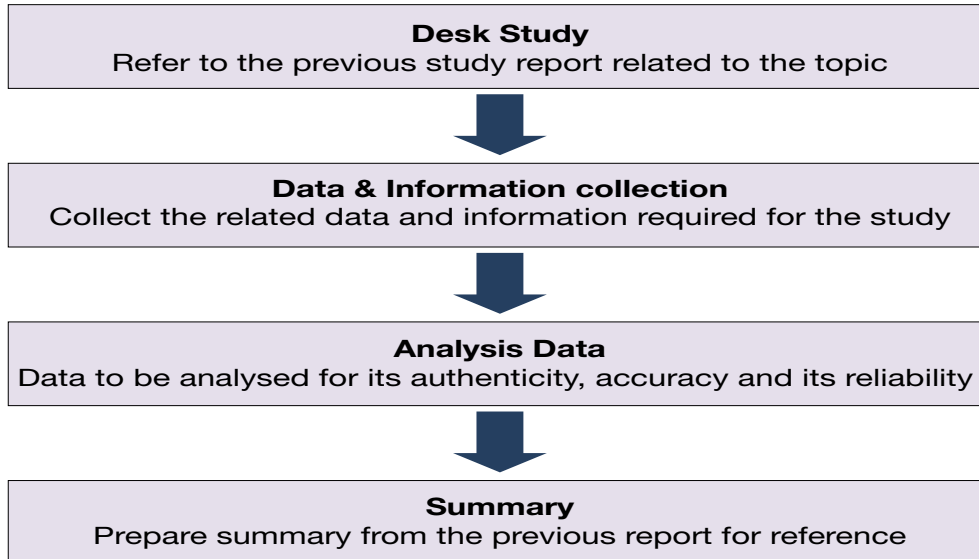 Desk Study
Refer to the previous study report related to the topic
Data & Information collection
Collect the related data and information required for the study
Analysis Data
Data to be analysed for its authenticity, accuracy and its reliability
Summary
Prepare summary from the previous report for reference